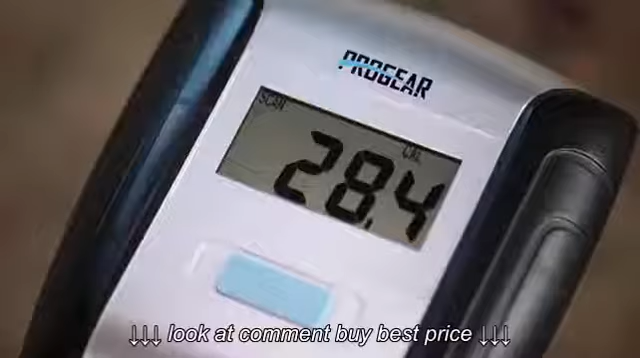 PROGEAR
SCAN
CAL
28.4
↓↓↓ look at comment buy best price ↓↓↓